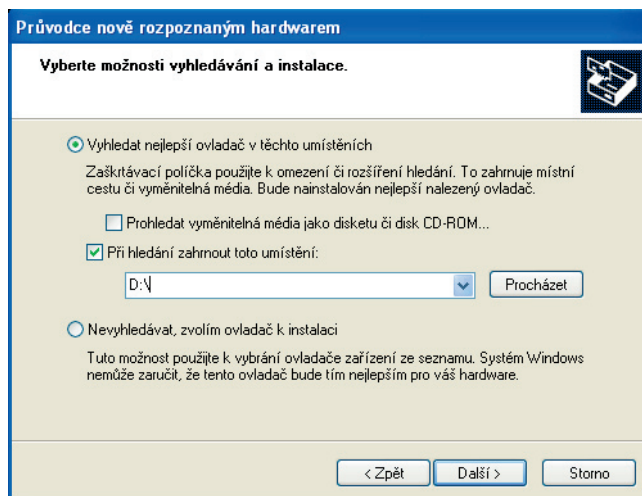 Průvodce nově rozpoznaným hardwarem
Vyberte možnosti vyhledávání a instalace.
Vyhledat nejlepší ovladač v těchto umístěních
Zaškrtávací políčka použijte k omezení či rozšíření hledání. To zahrnuje místní
cestu či vyměnitelná média. Bude nainstalován nejlepší nalezený ovladač.
Prohledat vyměnitelná média jako disketu či disk CD-ROM...
Při hledání zahrnout toto umístění:
D:\
Procházet
Nevyhledávat, zvolím ovladač k instalaci
Tuto možnost použijte k vybrání ovladače zařízení ze seznamu. Systém Windows
nemůže zaručit, že tento ovladač bude tím nejlepším pro váš hardware.
< Zpět
Další >
Storno